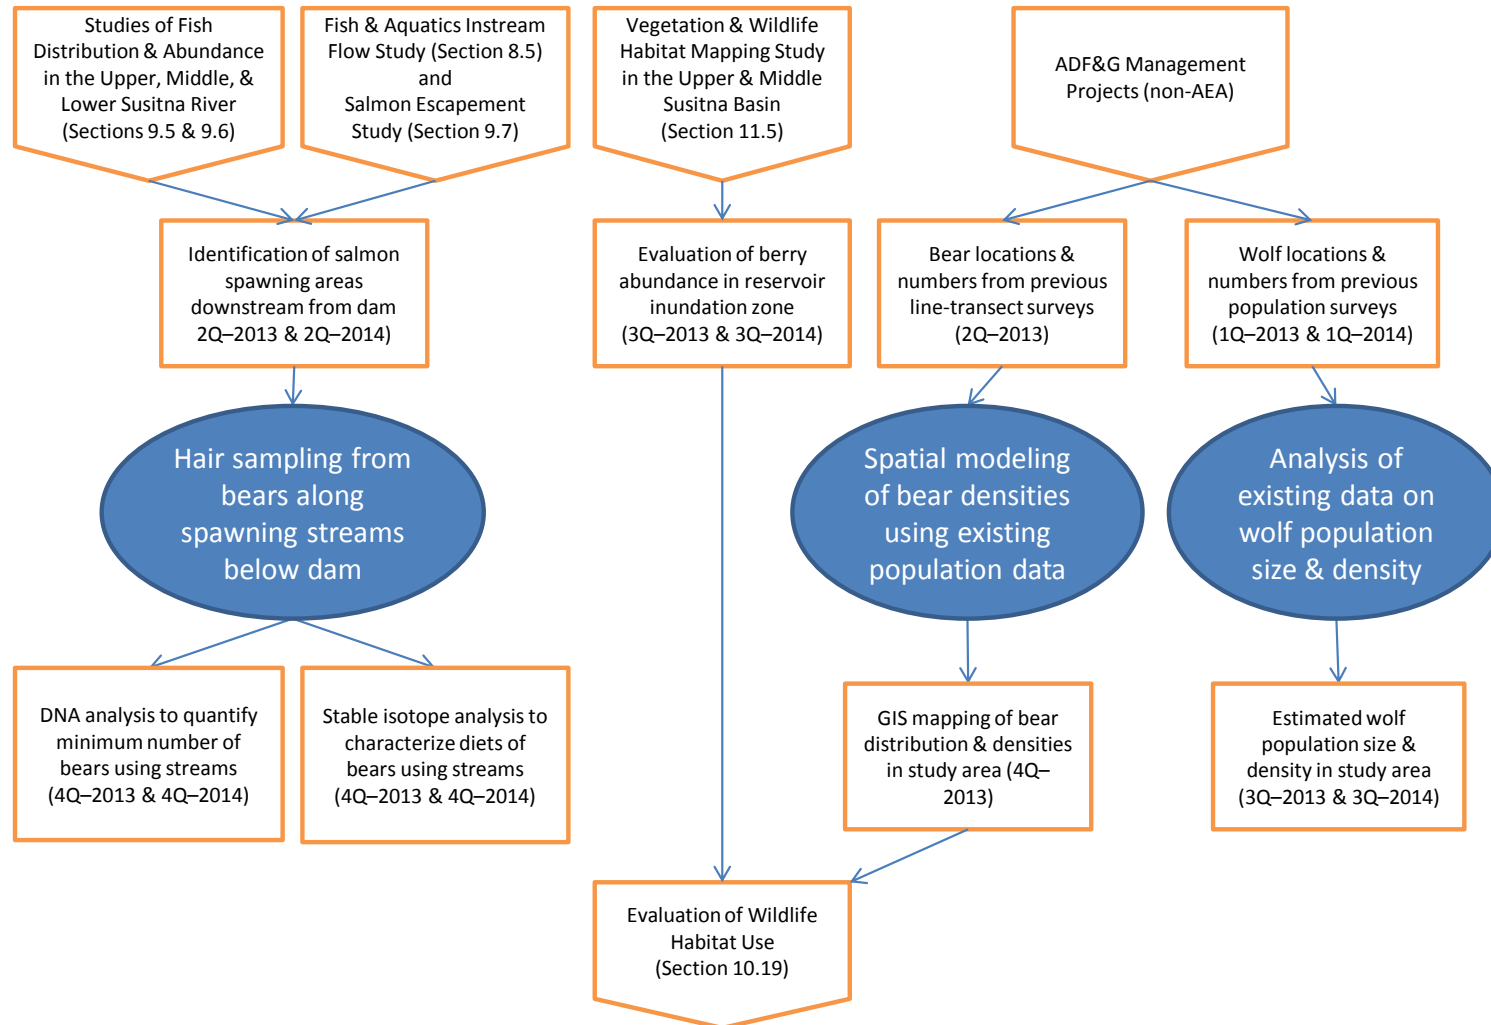 Studies of Fish
Distribution & Abundance
in the Upper, Middle, &
Lower Susitna River
(Sections 9.5 & 9.6)
Fish & Aquatics Instream
Flow Study (Section 8.5)
and
Salmon Escapement
Study (Section 9.7)
Vegetation & Wildlife
Habitat Mapping Study
in the Upper & Middle
Susitna Basin
(Section 11.5)
ADF&G Management
Projects (non-AEA)
Identification of salmon
spawning areas
downstream from dam
2Q–2013 & 2Q–2014)
Evaluation of berry
abundance in reservoir
inundation zone
(3Q–2013 & 3Q–2014)
Bear locations &
numbers from previous
line-transect surveys
(2Q–2013)
Wolf locations &
numbers from previous
population surveys
(1Q–2013 & 1Q–2014)
Hair sampling from
bears along
spawning streams
below dam
Spatial modeling
of bear densities
using existing
population data
Analysis of
existing data on
wolf population
size & density
DNA analysis to quantify
minimum number of
bears using streams
(4Q–2013 & 4Q–2014)
Stable isotope analysis to
characterize diets of
bears using streams
(4Q–2013 & 4Q–2014)
GIS mapping of bear
distribution & densities
in study area (4Q–
2013)
Estimated wolf
population size &
density in study area
(3Q–2013 & 3Q–2014)
Evaluation of Wildlife
Habitat Use
(Section 10.19)